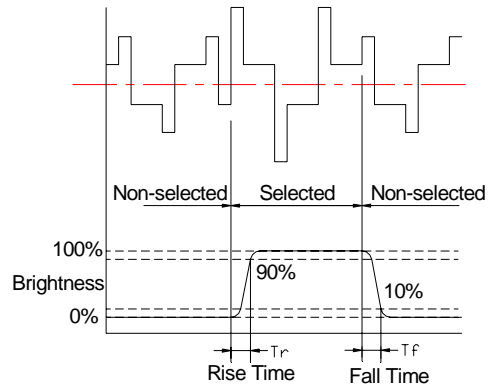 Non-selected Selected Non-selected
100%
90%
Brightness
10%
0%
Tr Tf
Rise Time Fall Time